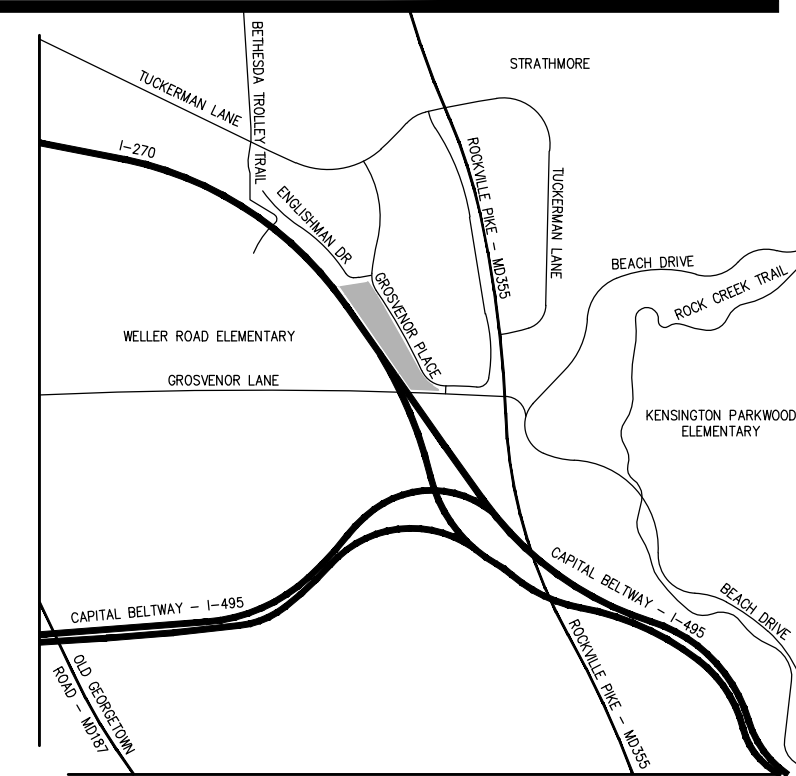 BETHESDA TROLLEY TRAIL
STRATHMORE
TUCKERMAN LANE
I-270
ROCKVILLE PIKE - MD355
TUCKERMAN LANE
ENGLISHMAN DR
BEACH DRIVE
ROCK CREEK TRAIL
GROSVENOR PLACE
WELLER ROAD ELEMENTARY
GROSVENOR LANE
KENSINGTON PARKWOOD
ELEMENTARY
CAPITAL BELTWAY - I-495
CAPITAL BELTWAY - I-495
BEACH DRIVE
ROCKVILLE PIKE - MD355
OLD GEORGETOWN
ROAD - MD187